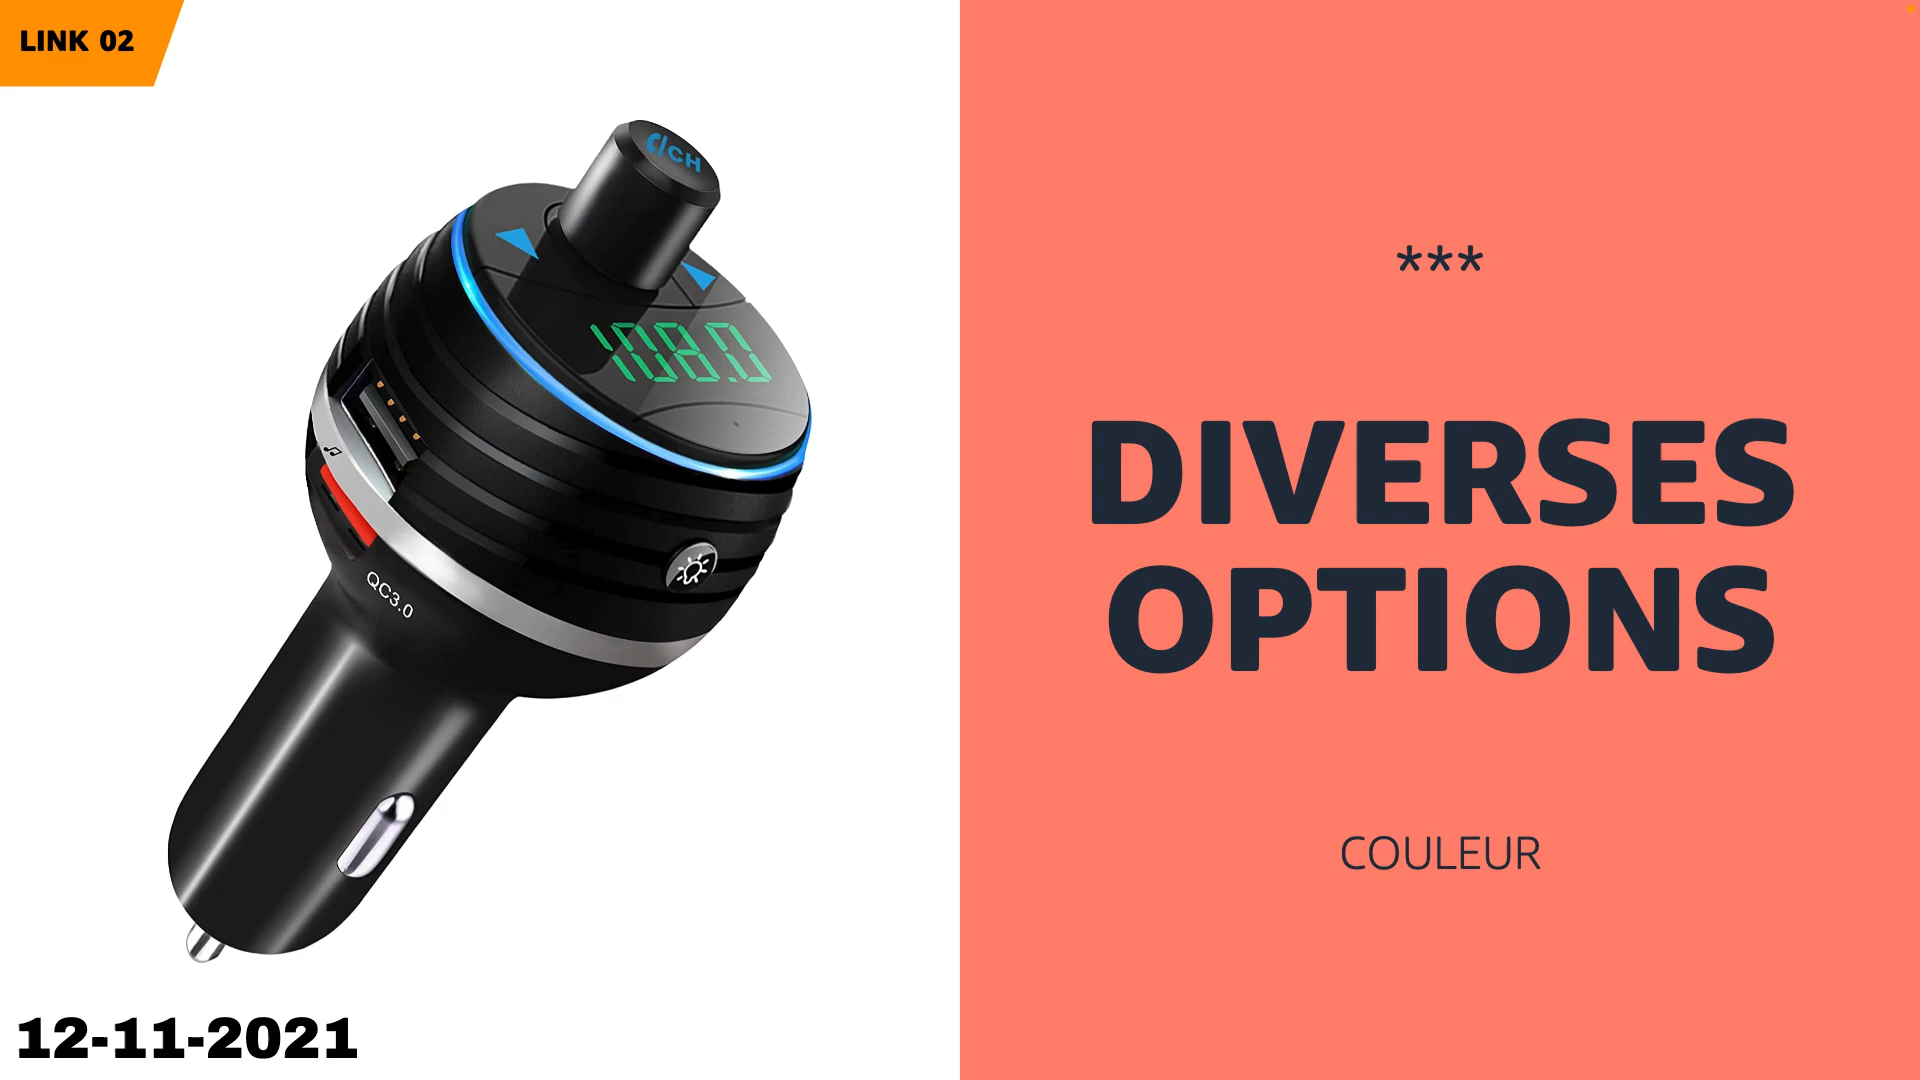 LINK 02
CH
108.0
QC3.0
12-11-2021
***
DIVERSES
OPTIONS
COULEUR